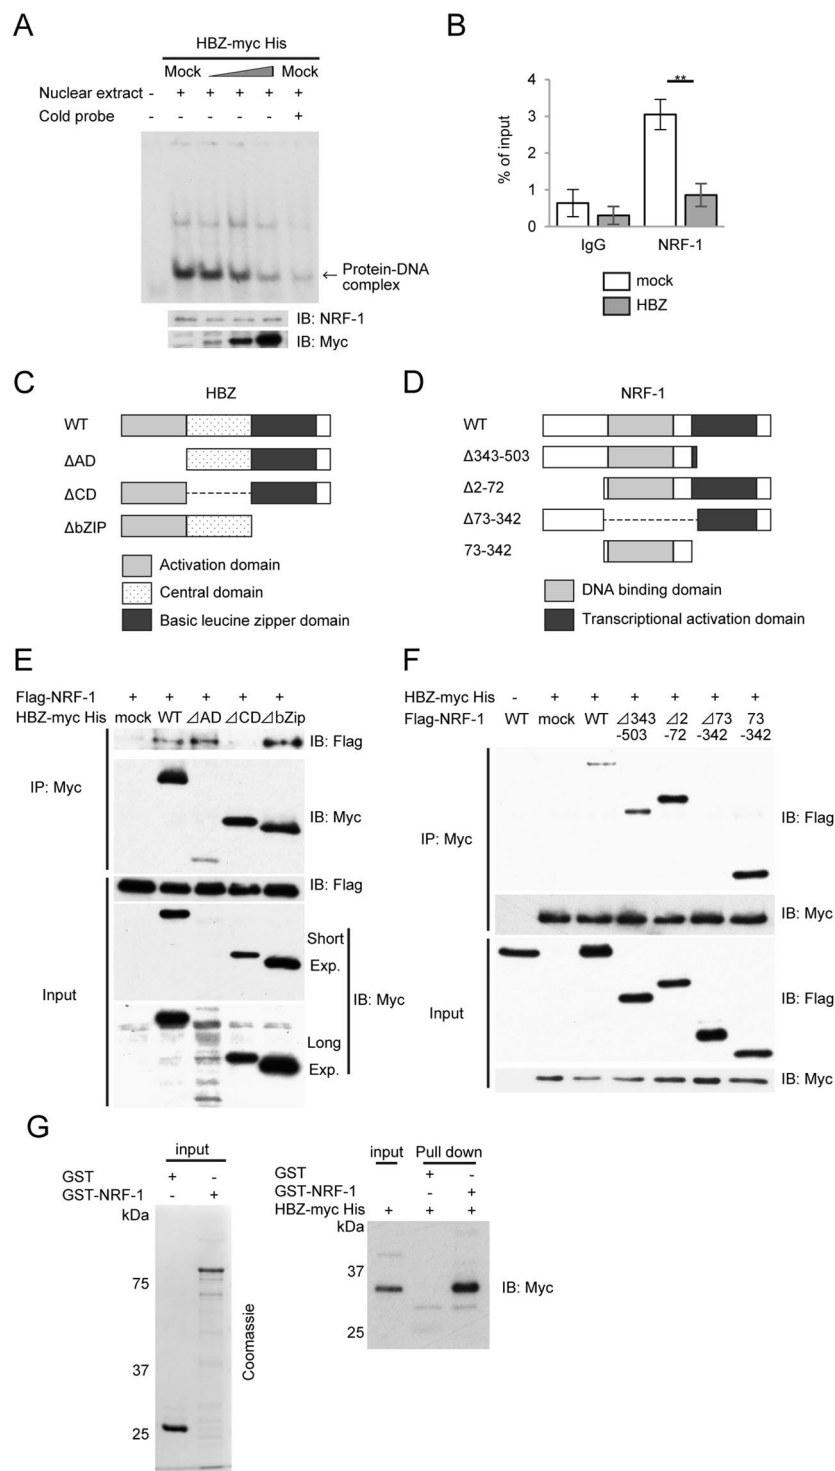 A
HBZ-myc His
Mock Mock
Nuclear extract - + + + + +
Cold probe - - - - - +
← Protein-DNA
complex
IB: NRF-1
IB: Myc
B
% of input
4
3
2
1
0
**
IgG NRF-1
mock
HBZ
C
HBZ
WT
ΔAD
ΔCD
ΔbZIP
Activation domain
Central domain
Basic leucine zipper domain
D
NRF-1
WT
Δ343-503
Δ2-72
Δ73-342
73-342
DNA binding domain
Transcriptional activation domain
E
Flag-NRF-1 + + + + +
HBZ-myc His mock WT ⊿AD ⊿CD ⊿bZip
IP: Myc
IB: Flag
IB: Myc
Input
IB: Flag
Short
Exp.
IB: Myc
Long
Exp.
F
HBZ-myc His - + + + + + +
Flag-NRF-1 WT mock WT ⊿343 ⊿2 ⊿73 73
-503 -72 -342 -342
IP: Myc
IB: Flag
IB: Myc
Input
IB: Flag
IB: Myc
G
input
GST + -
GST-NRF-1 - +
kDa
75
37
25
Coomassie
input Pull down
GST + -
GST-NRF-1 - +
HBZ-myc His + + +
kDa
37
25
IB: Myc